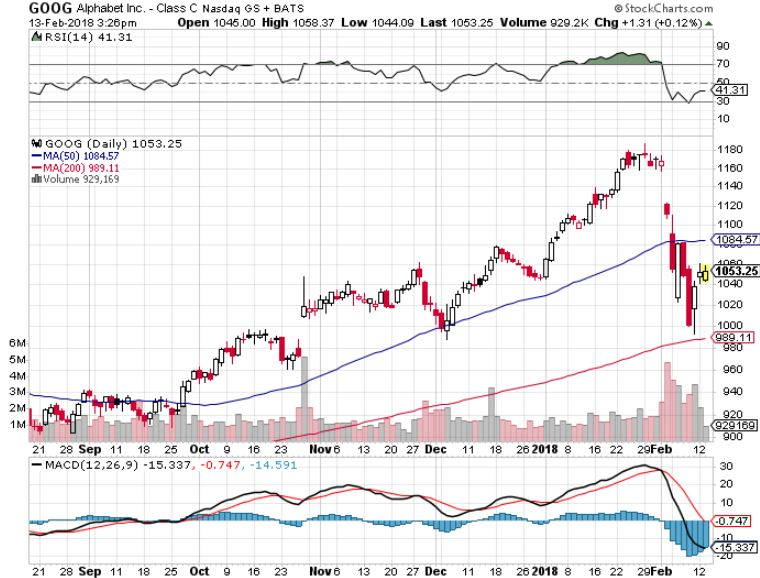 GOOG Alphabet Inc. - Class C Nasdaq GS + BATS © StockCharts.com
13-Feb-2018 3:26pm Open 1045.00 High 1058.37 Low 1044.09 Last 1053.25 Volume 929.2K Chg +1.31 (+0.12%)
RSI(14) 41.31
90
70
50
41.31
30
10
GOOG (Daily) 1053.25
MA(50) 1084.57
MA(200) 989.11
Volume 929,169
1180
1160
1140
1120
1100
1084.57
1060
1053.25
1040
1020
1000
989.11
980
960
940
920
929169
900
6M
5M
4M
3M
2M
1M
21 28 Sep 11 18 25 Oct 9 16 23 Nov 6 13 20 27 Dec 11 18 26 2018 8 16 22 29 Feb 12
MACD(12,26,9) -15.337, -0.747, -14.591
30
20
10
-0.747
-10
-15.337
-20
21 28 Sep 11 18 25 Oct 9 16 23 Nov 6 13 20 27 Dec 11 18 26 2018 8 16 22 29 Feb 12